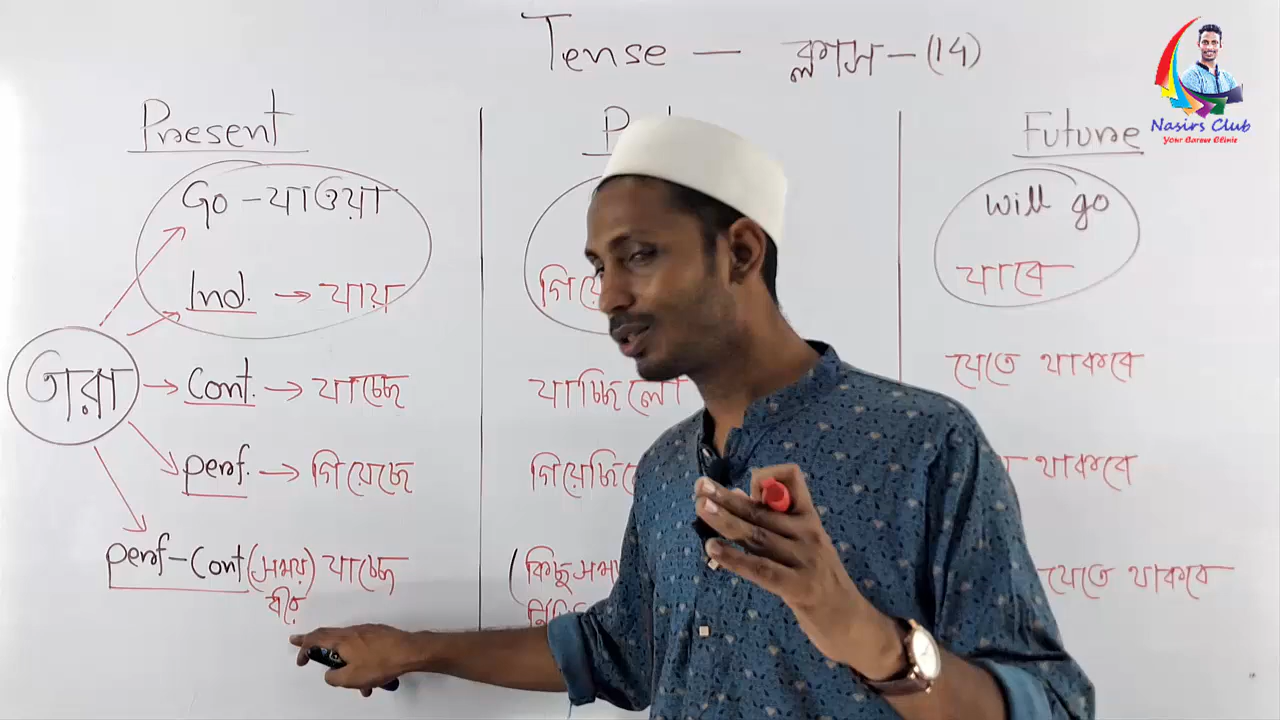 Tense — ক্লাস - (14)
Nasirs Club
Your Career Clinic
Present
Go - যাওয়া
Ind. → যায়
তারা
Cont. → যাচ্ছে
perf. → গিয়েছে
perf-Cont (সময়) যাচ্ছে
ধরে
যাচ্ছিলো
(কিছু
Future
will go
যাবে
যেতে থাকবে
থাকবে
যেতে থাকবে